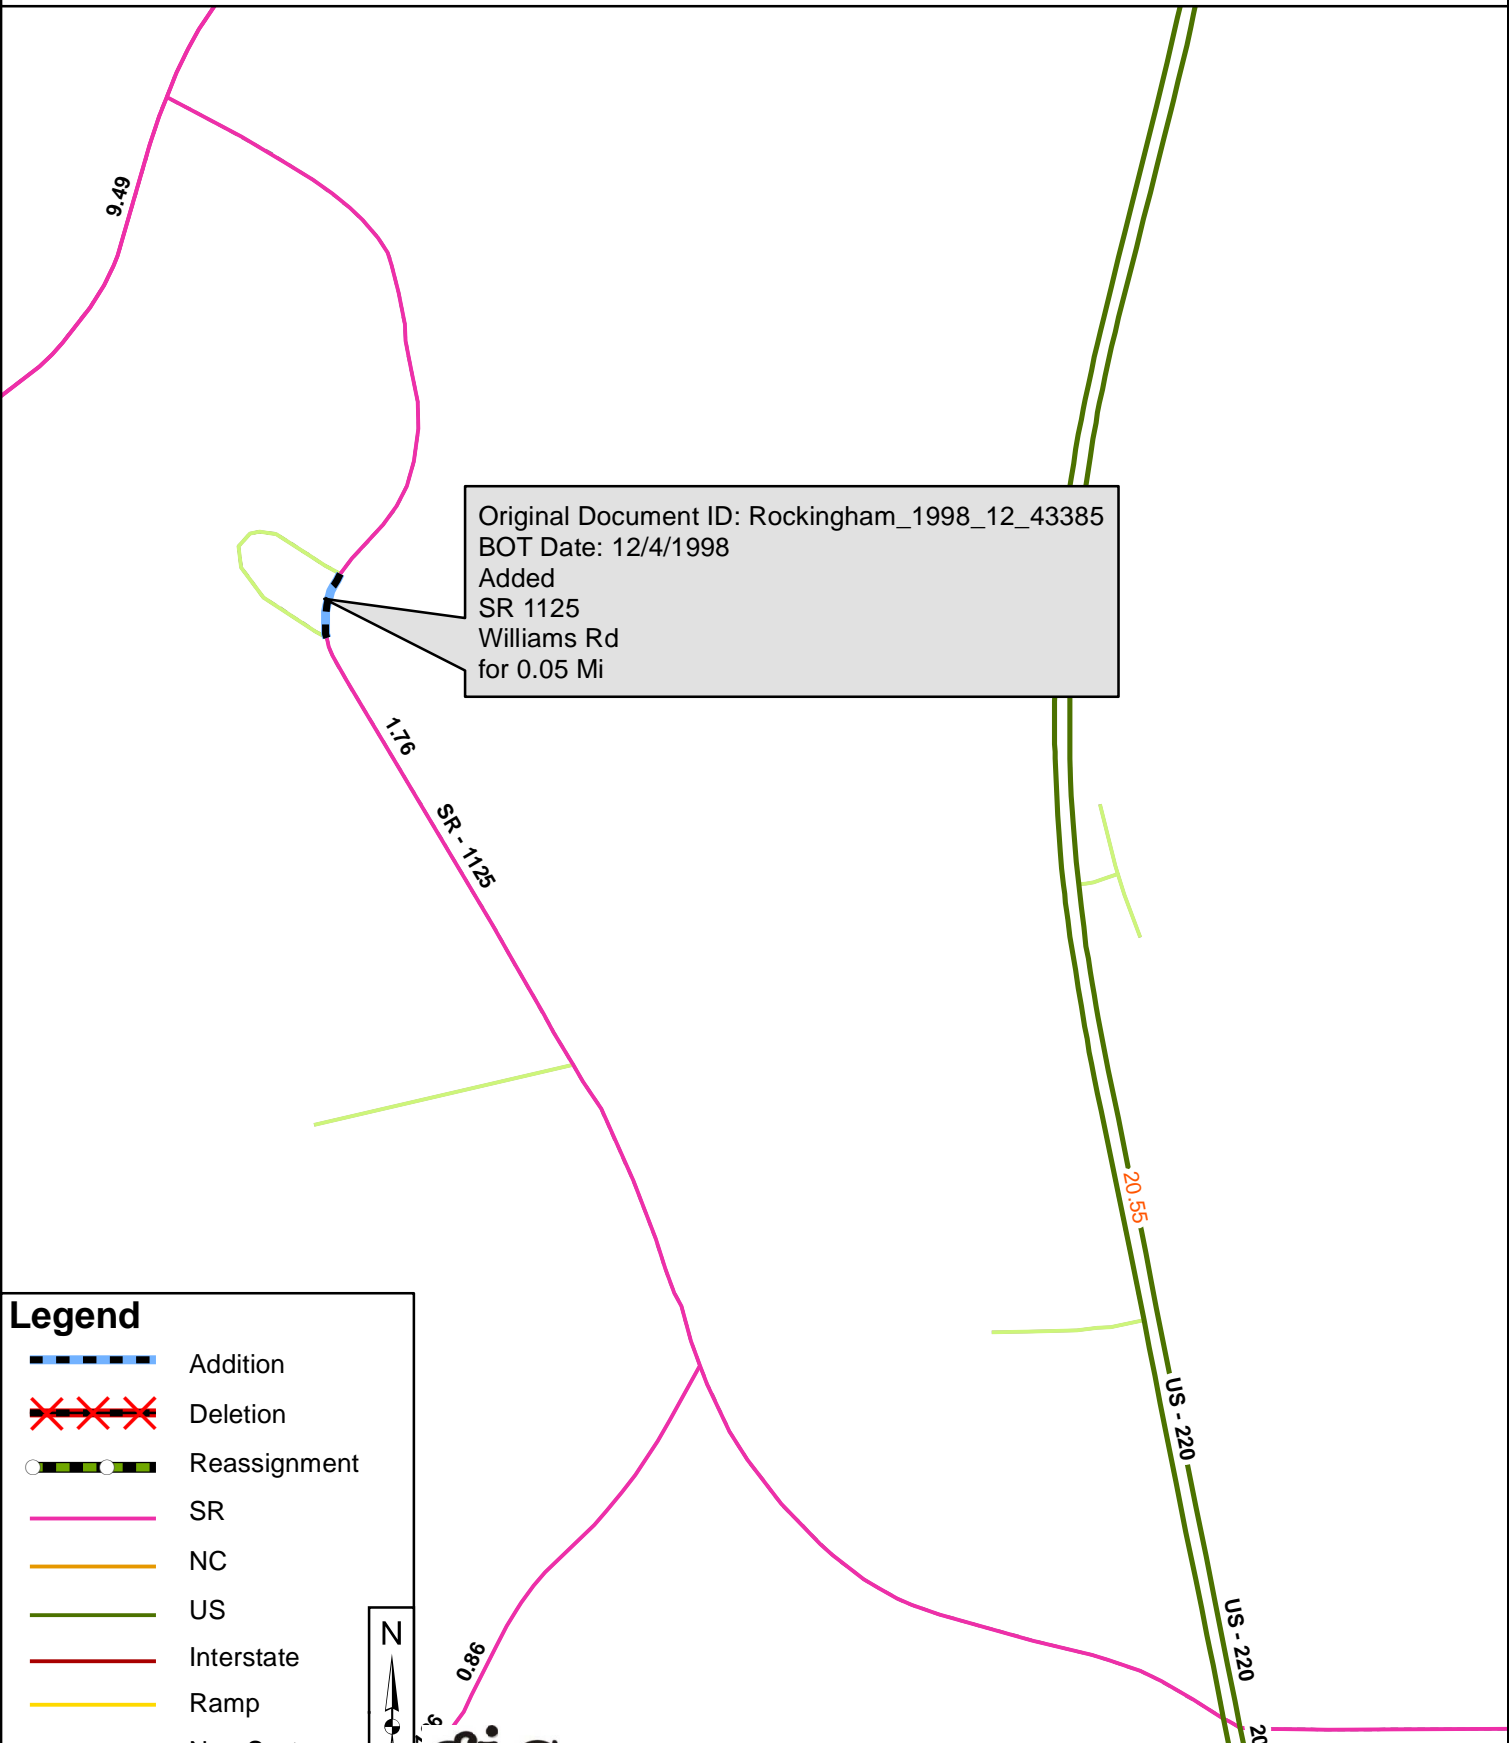 9.49
Original Document ID: Rockingham_1998_12_43385
BOT Date: 12/4/1998
Added
SR 1125
Williams Rd
for 0.05 Mi
1.76
SR - 1125
20.55
US - 220
US - 220
0.86
Legend
Addition
Deletion
Reassignment
SR
NC
US
Interstate
Ramp
N